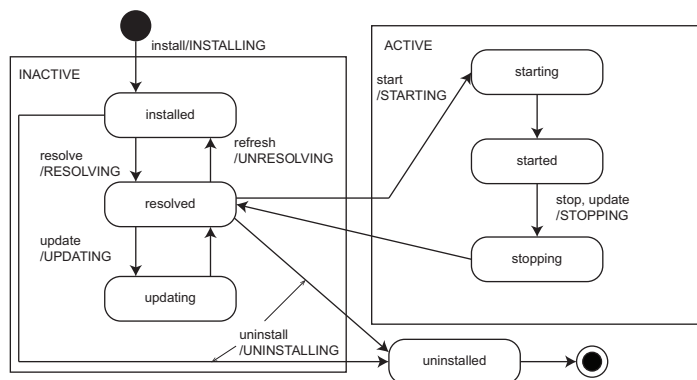 install/INSTALLING
INACTIVE
installed
resolve
/RESOLVING
refresh
/UNRESOLVING
resolved
update
/UPDATING
updating
uninstall
/UNINSTALLING
ACTIVE
start
/STARTING
starting
started
stop, update
/STOPPING
stopping
uninstalled